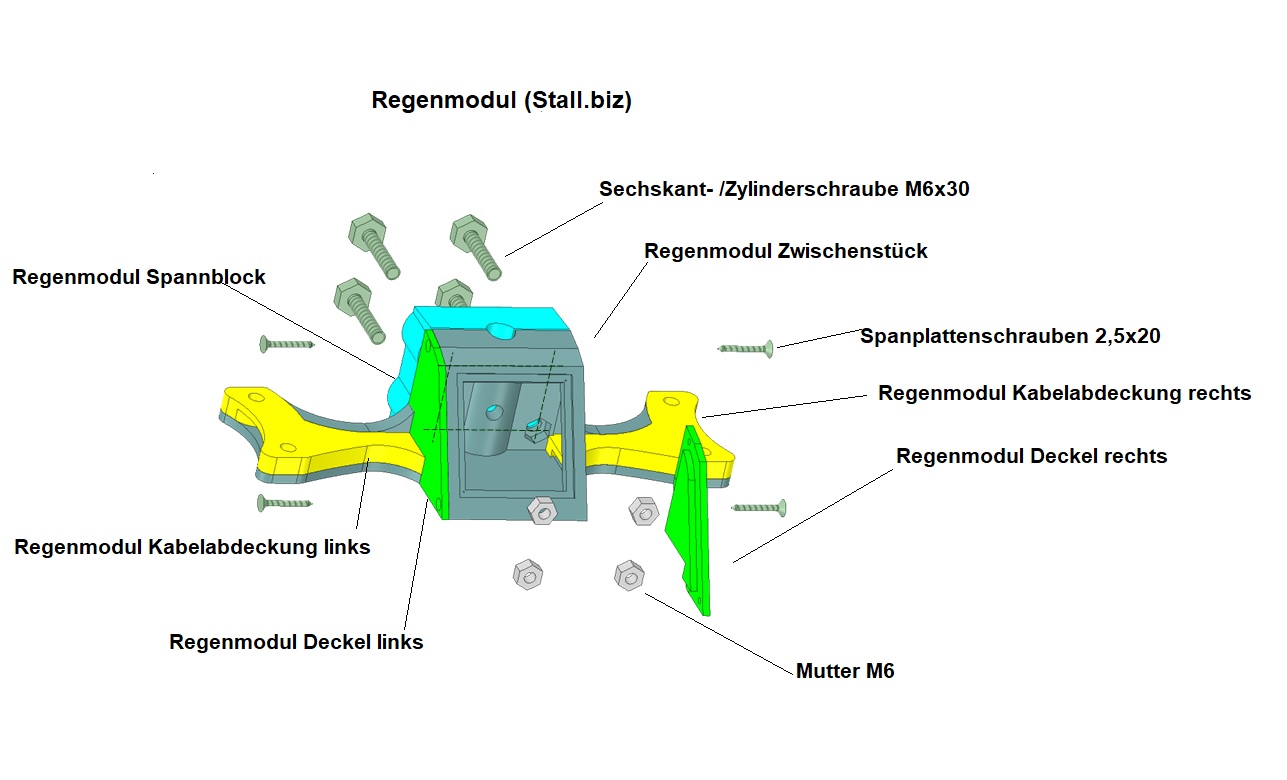 Regenmodul (Stall.biz)
Sechskant- /Zylinderschraube M6x30
Regenmodul Zwischenstück
Regenmodul Spannblock
Spanplattenschrauben 2,5x20
Regenmodul Kabelabdeckung rechts
Regenmodul Deckel rechts
Regenmodul Kabelabdeckung links
Regenmodul Deckel links
Mutter M6